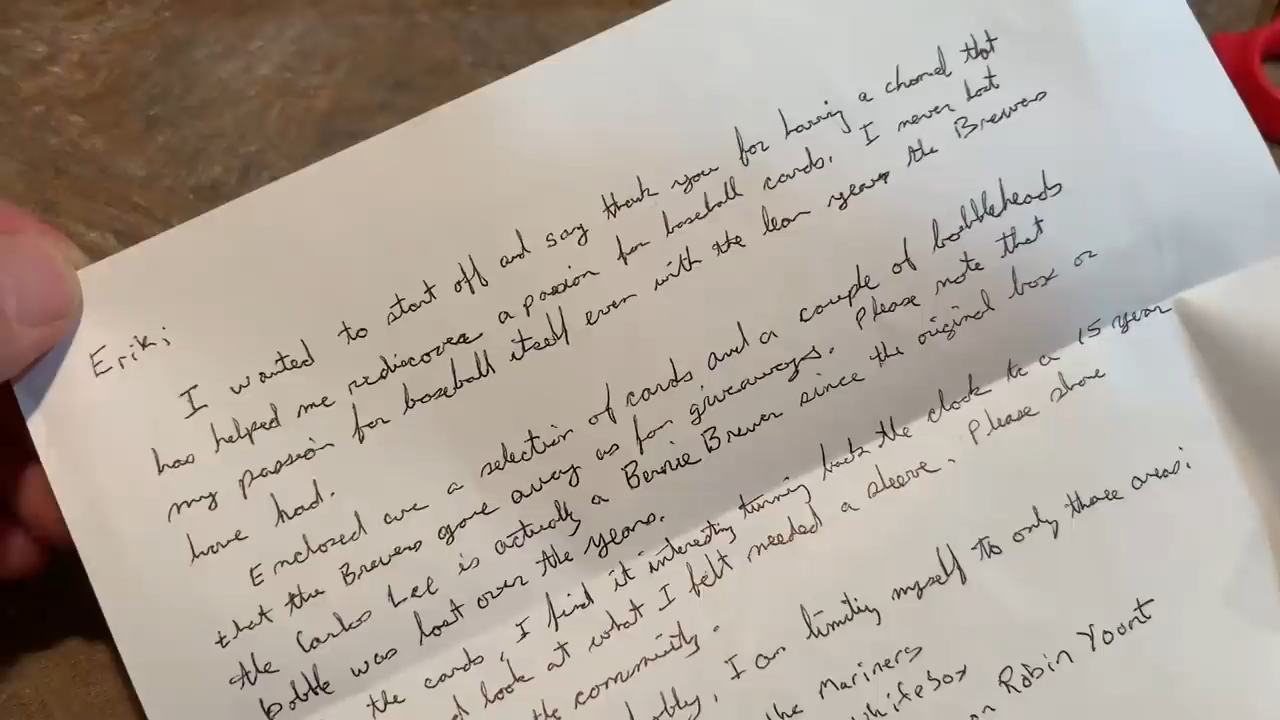 Erik;
I wanted to start off and say thank you for having a channel that
has helped me rediscover a passion for baseball cards. I never lost
my passion for baseball itself even with the lean years the Brewers
have had.
Enclosed are a selection of cards and a couple of bobbleheads
that the Brewers gave away as fan giveaways. Please note that
the Carlos Lee is actually a Bernie Brewer since the original box or
bobble was lost over the years.
the cards, I find it interesting turning back the clock to a 15 year
look at what I felt needed a sleeve. Please share
the community.
I am limiting myself to only three areas:
the Mariners
Robin Yount